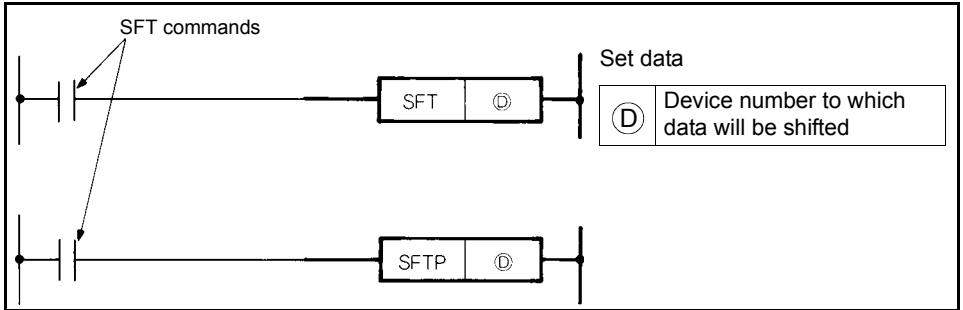 SFT commands
SFT Ⓓ
Set data
Ⓓ Device number to which
data will be shifted
SFTP Ⓓ